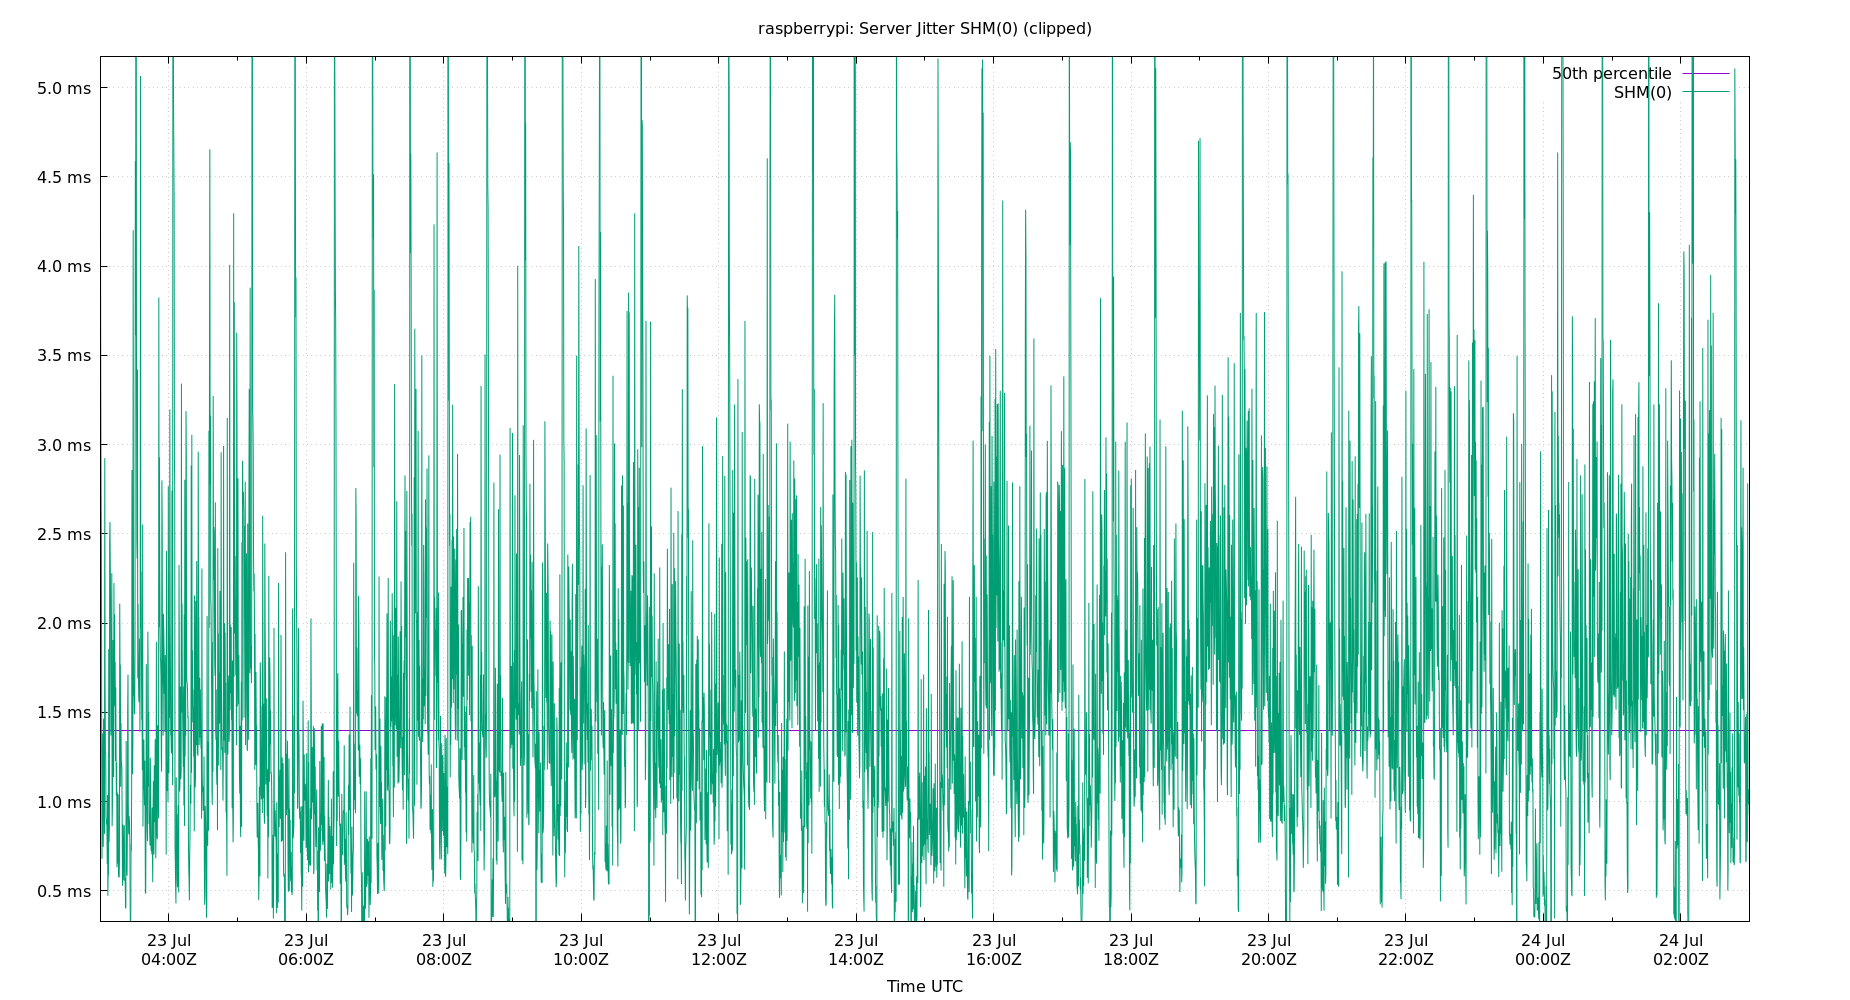 raspberrypi: Server Jitter SHM(0) (clipped)
50th percentile
SHM(0)
5.0 ms
4.5 ms
4.0 ms
3.5 ms
3.0 ms
2.5 ms
2.0 ms
1.5 ms
1.0 ms
0.5 ms
23 Jul 23 Jul 23 Jul 23 Jul 23 Jul 23 Jul 23 Jul 23 Jul 23 Jul 23 Jul 24 Jul 24 Jul
04:00Z 06:00Z 08:00Z 10:00Z 12:00Z 14:00Z 16:00Z 18:00Z 20:00Z 22:00Z 00:00Z 02:00Z
Time UTC